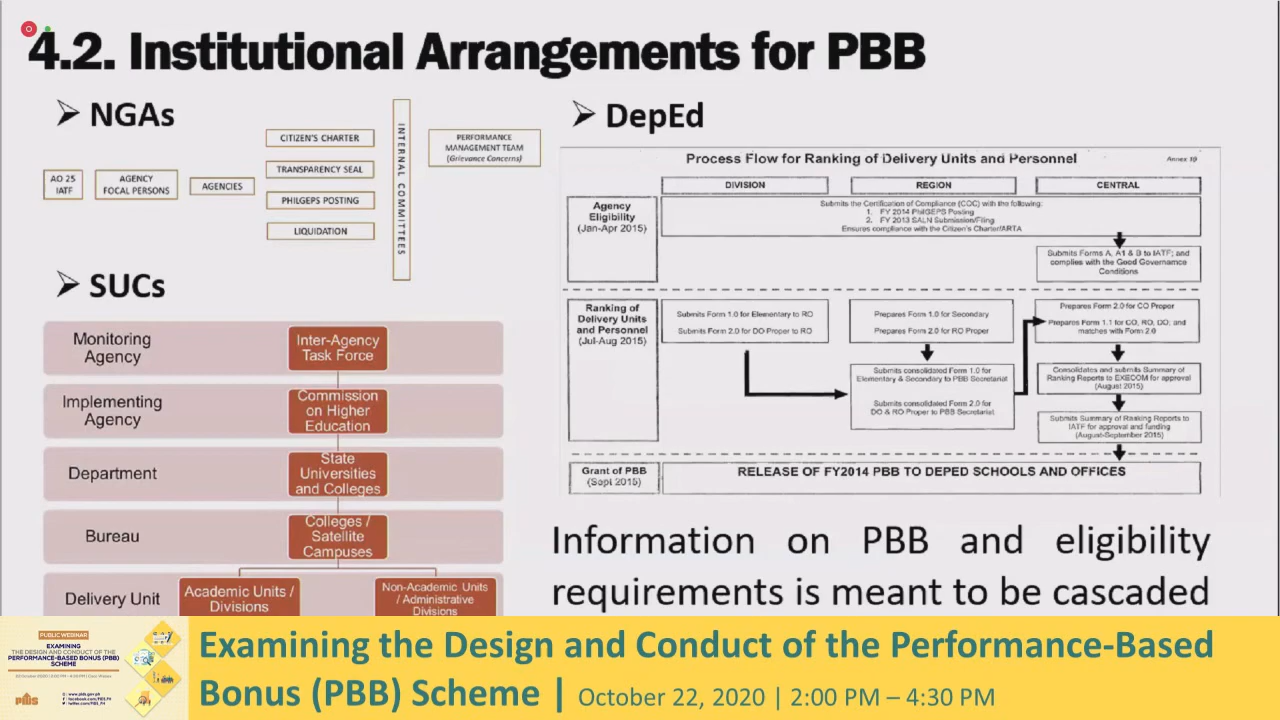 4.2. Institutional Arrangements for PBB
➢ NGAs
AO 25
IATF
AGENCY
FOCAL PERSONS
AGENCIES
CITIZEN'S CHARTER
TRANSPARENCY SEAL
PHILGEPS POSTING
LIQUIDATION
INTERNAL COMMITTEES
PERFORMANCE
MANAGEMENT TEAM
(Grievance Concerns)
➢ SUCs
Monitoring
Agency
Inter-Agency
Task Force
Implementing
Agency
Commission
on Higher
Education
Department
State
Universities
and Colleges
Bureau
Colleges /
Satellite
Campuses
Delivery Unit
Academic Units /
Divisions
Non-Academic Units
/ Administrative
Divisions
➢ DepEd
Process Flow for Ranking of Delivery Units and Personnel
DIVISION
REGION
CENTRAL
Agency
Eligibility
(Jan-Apr 2015)
Submits the Certification of Compliance (COC) with the following:
1. FY 2014 PhilGEPS Posting
2. FY 2013 SALN Submission/Filing
Ensures compliance with the Citizen's Charter/ARTA
Submits Forms A, A1 & B to IATF; and
complies with the Good Governance
Conditions
Ranking of
Delivery Units
and Personnel
(Jul-Aug 2015)
Submits Form 1.0 for Elementary to RO
Submits Form 2.0 for DO Proper to RO
Prepares Form 1.0 for Secondary
Prepares Form 2.0 for RO Proper
Submits consolidated Form 1.0 for
Elementary & Secondary to PBB Secretariat
Submits consolidated Form 2.0 for
DO & RO Proper to PBB Secretariat
Prepares Form 2.0 for CO Proper
Prepares Form 1.1 for CO, RO, DO; and
matches with Form 2.0
Consolidates and submits Summary of
Ranking Reports to EXECOM for approval
(August 2015)
Submits Summary of Ranking Reports to
IATF for approval and funding
(August-September 2015)
Grant of PBB
(Sept 2015)
RELEASE OF FY2014 PBB TO DEPED SCHOOLS AND OFFICES
Information on PBB and eligibility
requirements is meant to be cascaded
PUBLIC WEBINAR
EXAMINING
THE DESIGN AND CONDUCT OF THE
PERFORMANCE-BASED BONUS (PBB)
SCHEME
Examining the Design and Conduct of the Performance-Based
Bonus (PBB) Scheme | October 22, 2020 | 2:00 PM – 4:30 PM